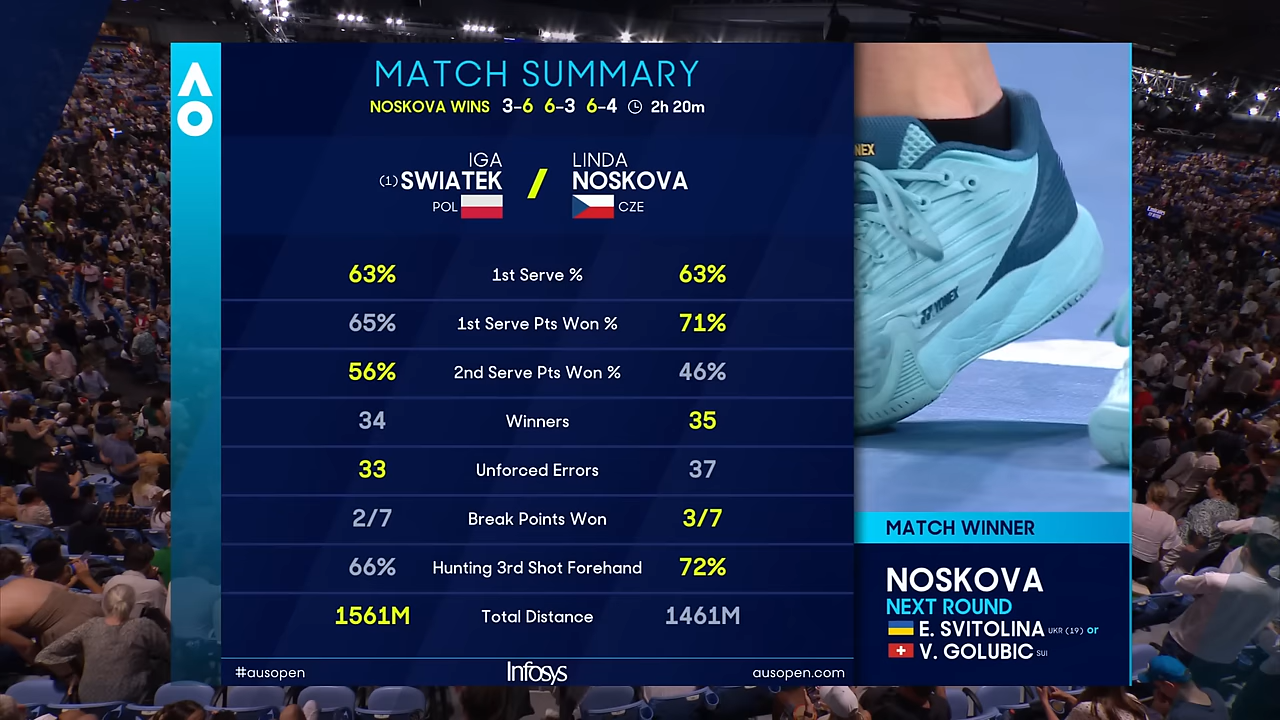 AO
MATCH SUMMARY
NOSKOVA WINS 3-6 6-3 6-4 2h 20m
IGA / LINDA
(1) SWIATEK NOSKOVA
POL CZE
63% 1st Serve % 63%
65% 1st Serve Pts Won % 71%
56% 2nd Serve Pts Won % 46%
34 Winners 35
33 Unforced Errors 37
2/7 Break Points Won 3/7
66% Hunting 3rd Shot Forehand 72%
1561M Total Distance 1461M
#ausopen Infosys ausopen.com
NEX
YONEX
MATCH WINNER
NOSKOVA
NEXT ROUND
E. SVITOLINA UKR (19) or
V. GOLUBIC SUI